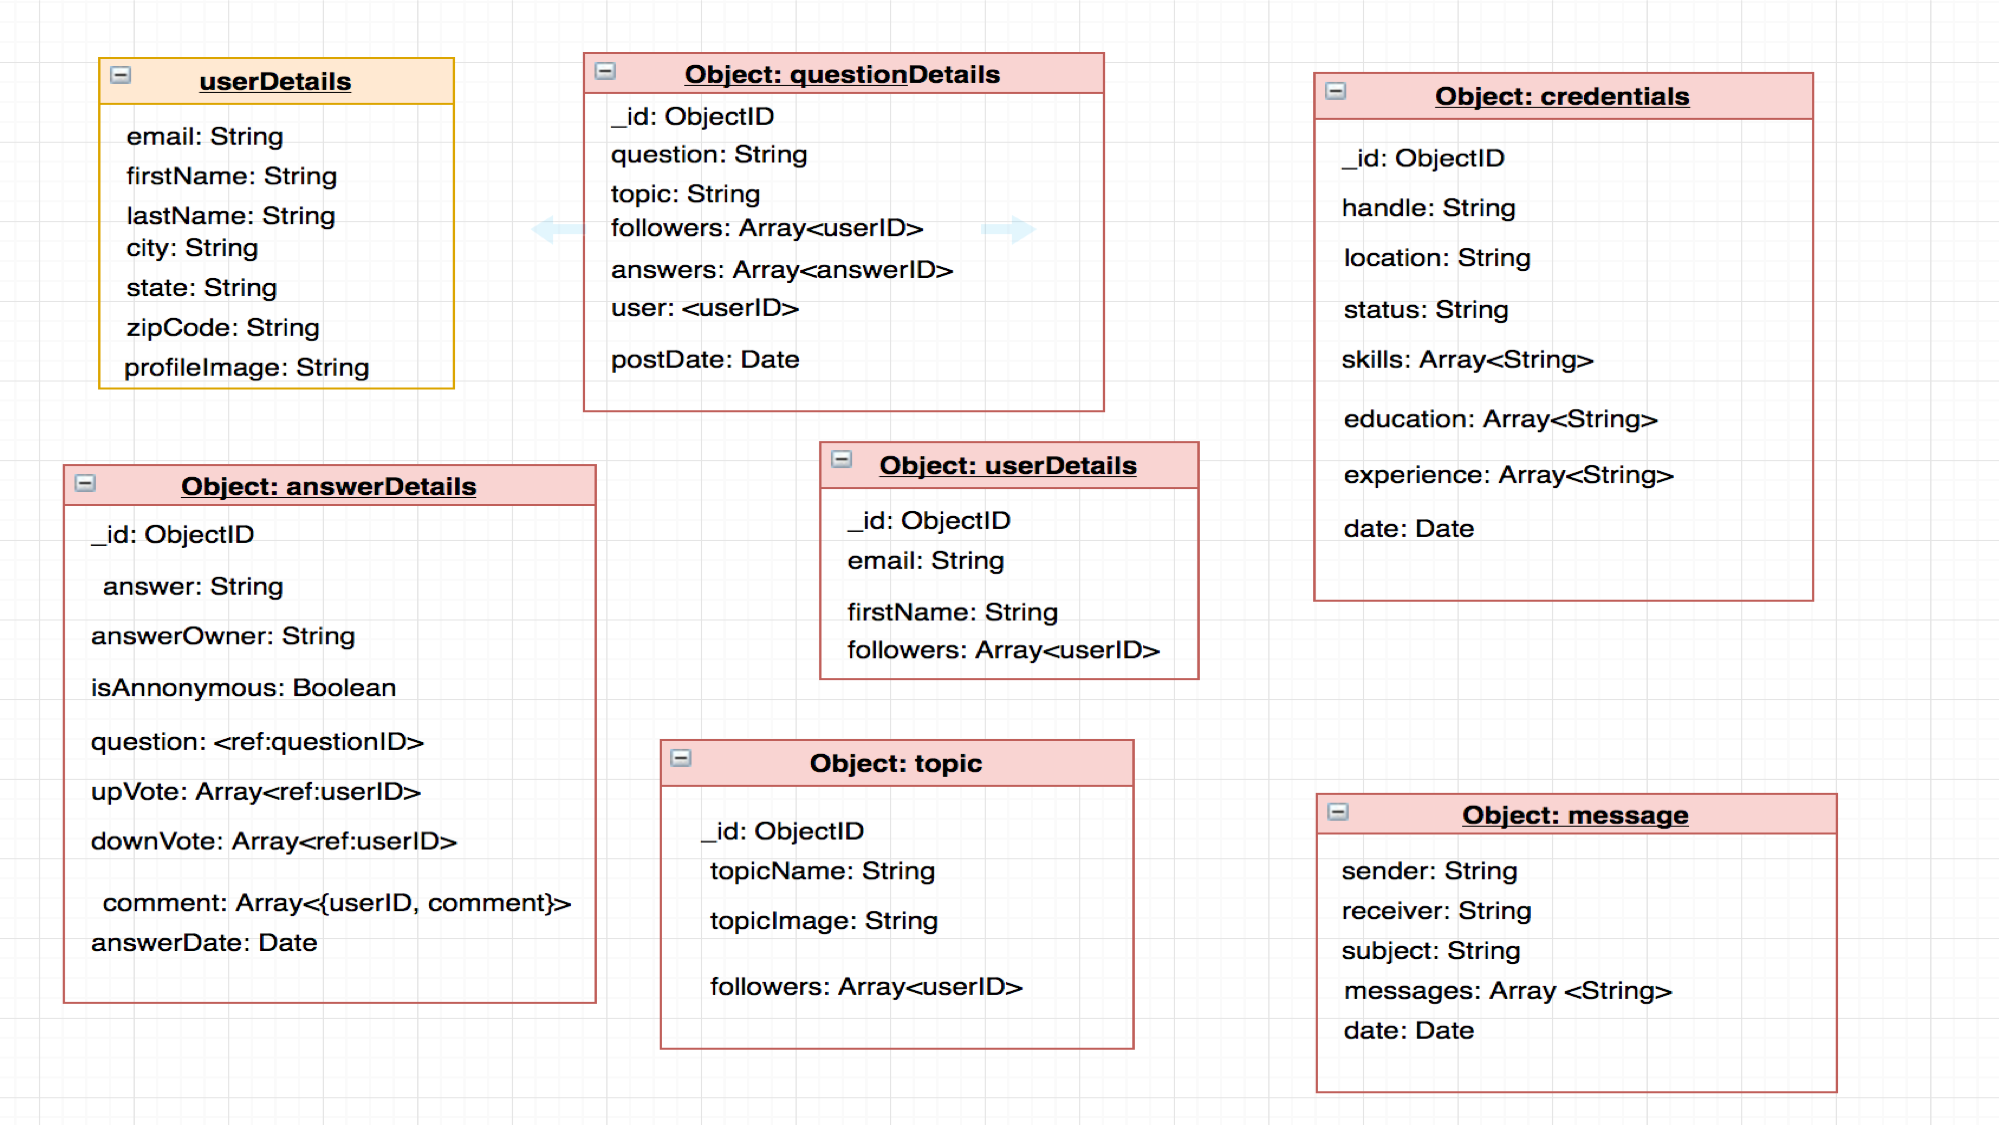 userDetails
email: String
firstName: String
lastName: String
city: String
state: String
zipCode: String
profileImage: String
Object: questionDetails
_id: ObjectID
question: String
topic: String
followers: Array<userID>
answers: Array<answerID>
user: <userID>
postDate: Date
Object: credentials
_id: ObjectID
handle: String
location: String
status: String
skills: Array<String>
education: Array<String>
experience: Array<String>
date: Date
Object: answerDetails
_id: ObjectID
answer: String
answerOwner: String
isAnnonymous: Boolean
question: <ref:questionID>
upVote: Array<ref:userID>
downVote: Array<ref:userID>
comment: Array<{userID, comment}>
answerDate: Date
Object: userDetails
_id: ObjectID
email: String
firstName: String
followers: Array<userID>
Object: topic
_id: ObjectID
topicName: String
topicImage: String
followers: Array<userID>
Object: message
sender: String
receiver: String
subject: String
messages: Array <String>
date: Date